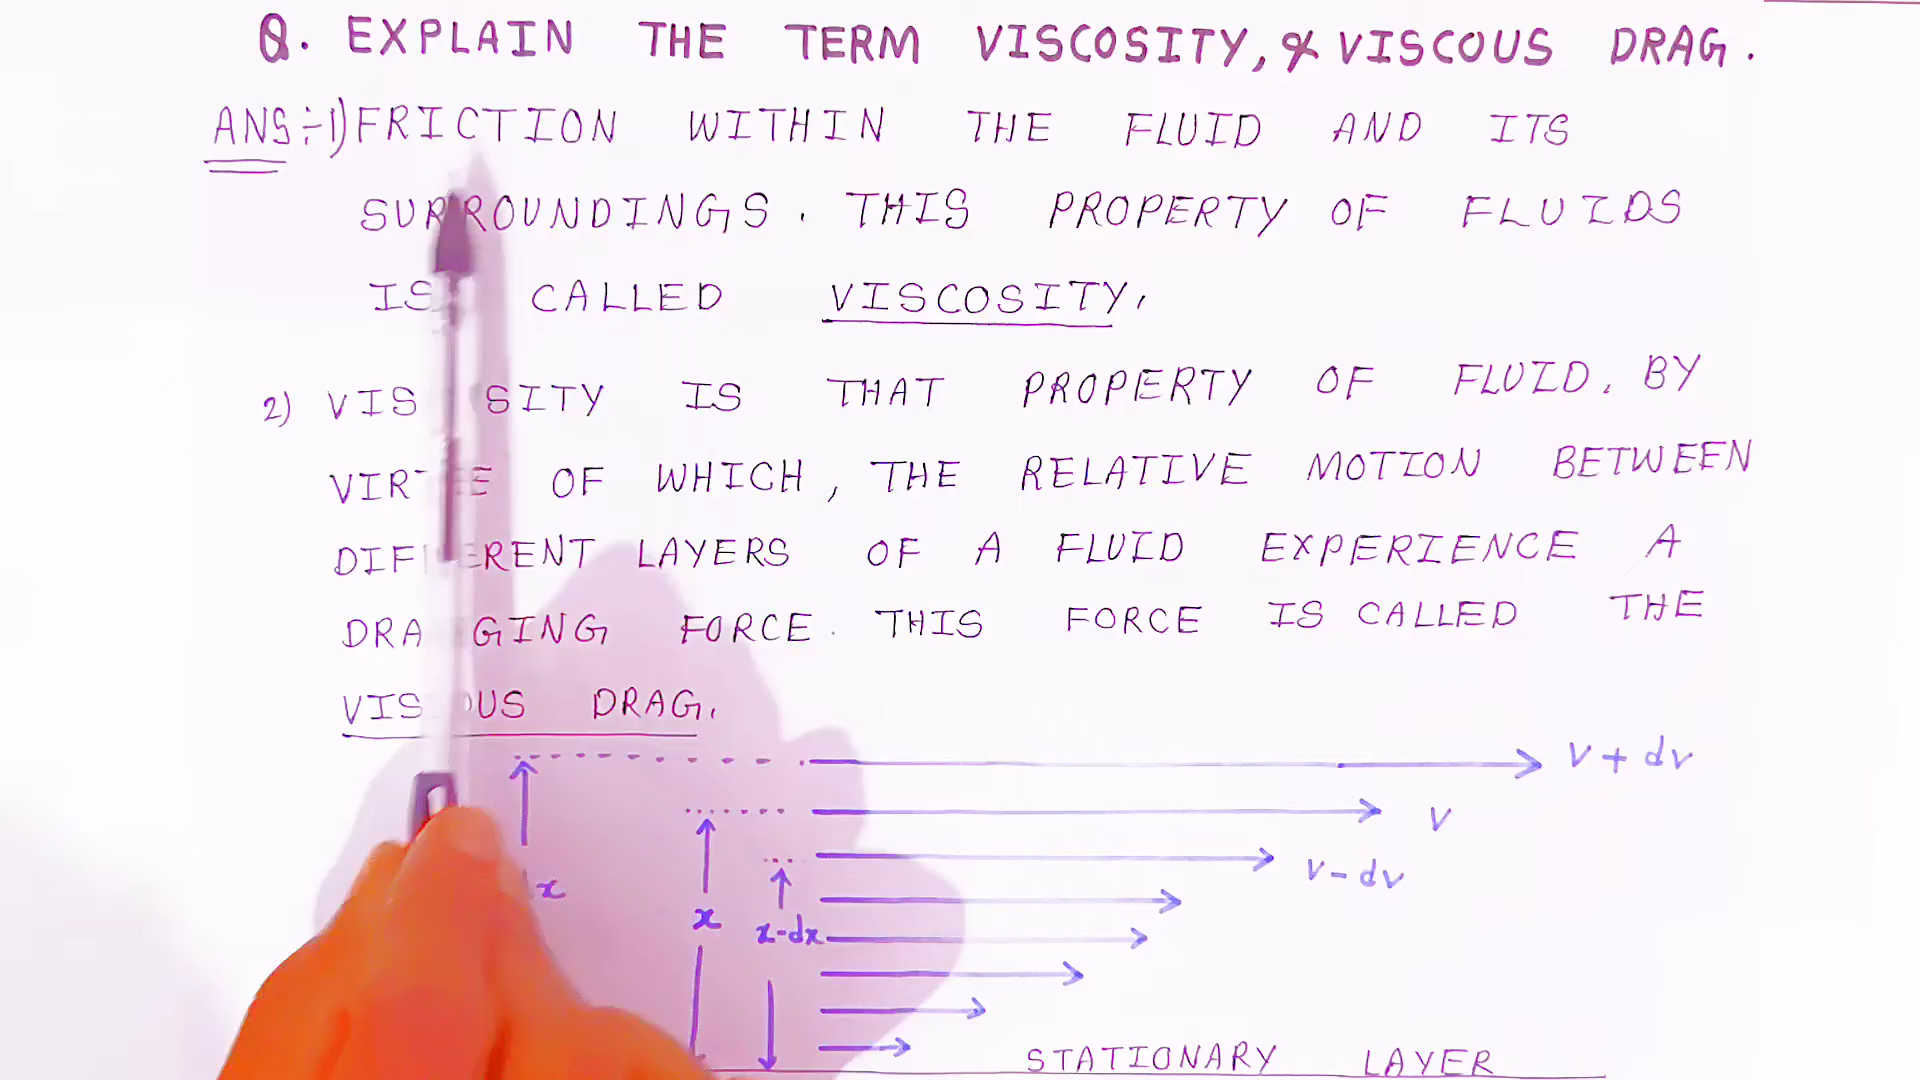 Q. EXPLAIN THE TERM VISCOSITY, & VISCOUS DRAG.
ANS:-1) FRICTION WITHIN THE FLUID AND ITS
SURROUNDINGS. THIS PROPERTY OF FLUIDS
IS CALLED VISCOSITY.
2) VIS SITY IS THAT PROPERTY OF FLUID. BY
VIRT E OF WHICH, THE RELATIVE MOTION BETWEEN
DIF ERENT LAYERS OF A FLUID EXPERIENCE A
DRA GING FORCE. THIS FORCE IS CALLED THE
VIS OUS DRAG.
v + dv
v
v - dv
x
x
x-dx
STATIONARY LAYER